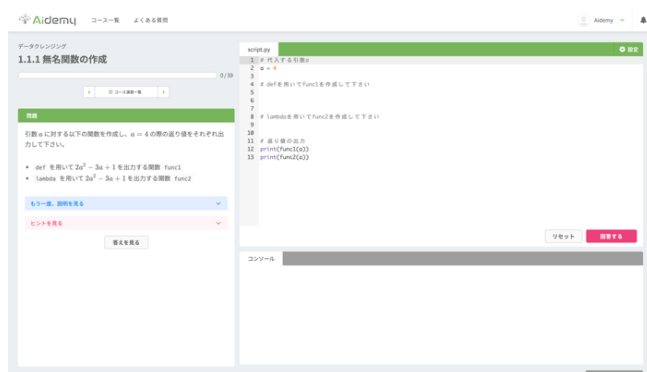 Aidemy
コース一覧
よくある質問
Aidemy
データクレンジング
1.1.1 無名関数の作成
0/39
コース演習一覧
問題
引数 a に対する以下の関数を作成し、a = 4 の際の返り値をそれぞれ出
力して下さい。
def を用いて 2a² − 3a + 1 を出力する関数 func1
lambda を用いて 2a² − 3a + 1 を出力する関数 func2
もう一度、説明を見る
ヒントを見る
答えを見る
script.py
設定
1 # 代入する引数a
2 a = 4
3
4 # defを用いてfunc1を作成して下さい
5
6
7
8 # lambdaを用いてfunc2を作成して下さい
9
10
11 # 返り値の出力
12 print(func1(a))
13 print(func2(a))
リセット
回答する
コンソール